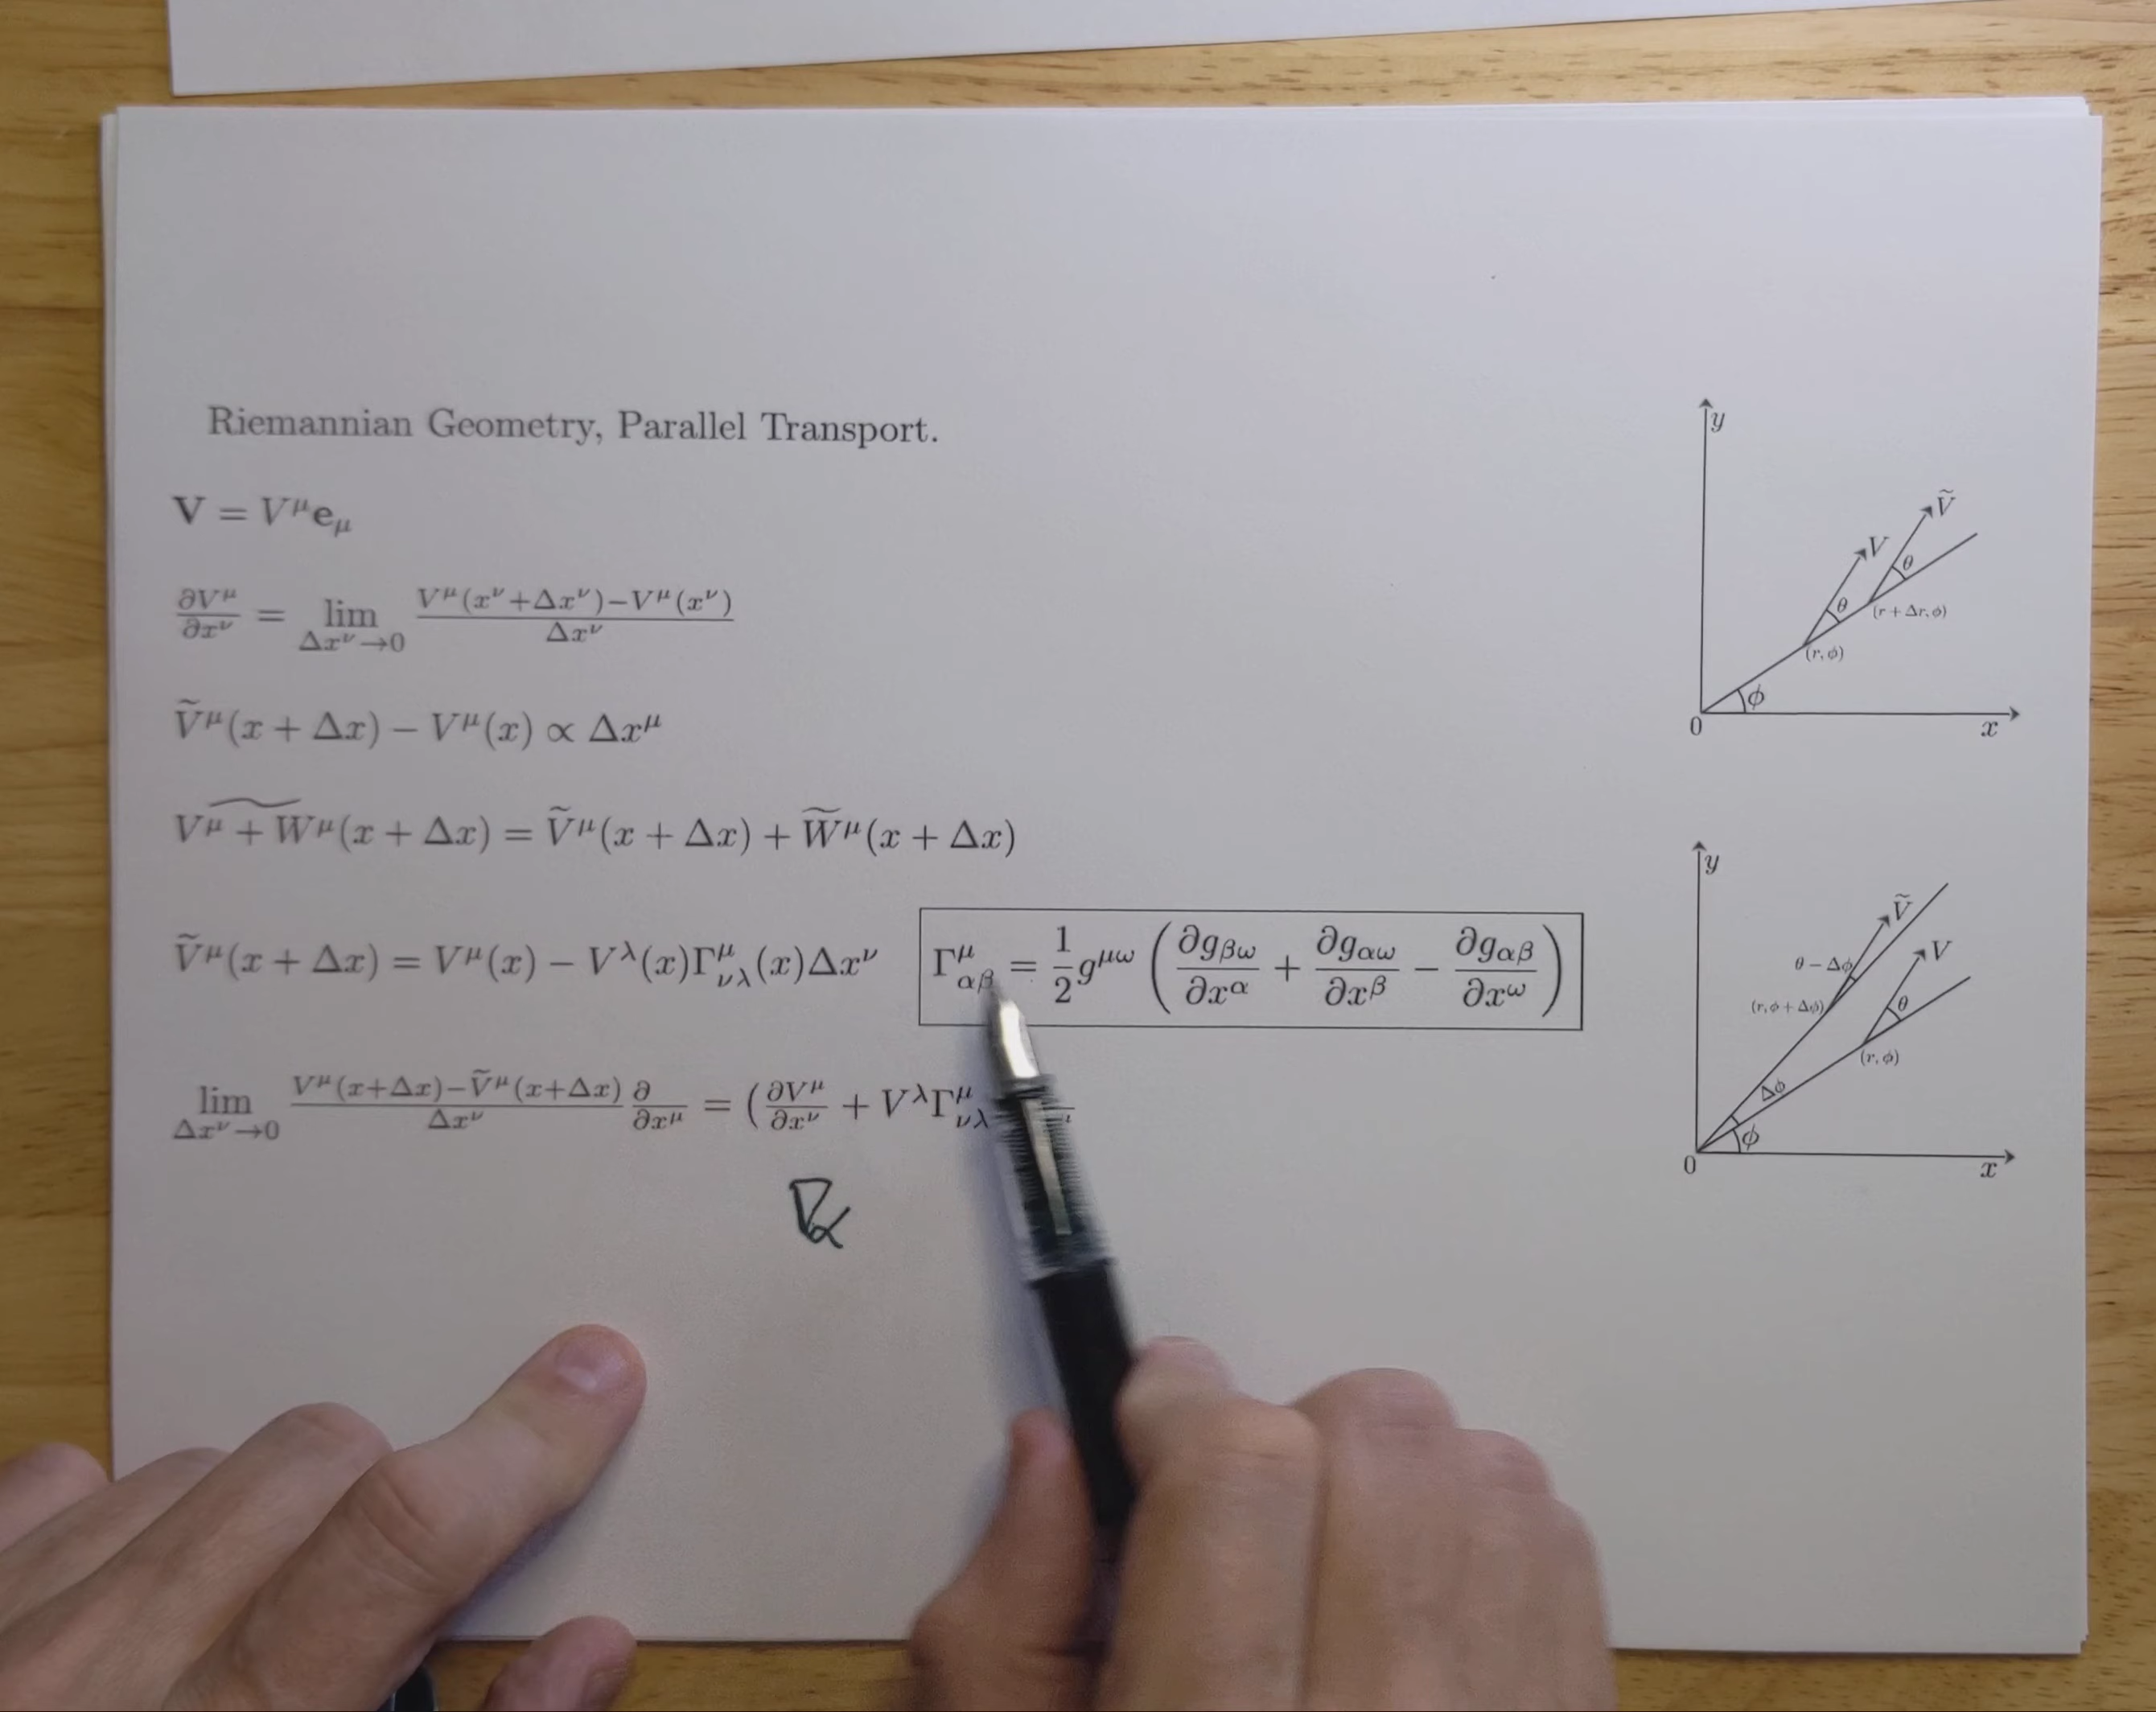 Riemannian Geometry, Parallel Transport.
V = V^μ e_μ
∂V^μ/∂x^ν = lim_{Δx^ν→0} (V^μ(x^ν+Δx^ν)−V^μ(x^ν))/Δx^ν
Ṽ^μ(x + Δx) − V^μ(x) ∝ Δx^μ
\widetilde{V^μ + W^μ}(x + Δx) = Ṽ^μ(x + Δx) + W̃^μ(x + Δx)
Ṽ^μ(x + Δx) = V^μ(x) − V^λ(x)Γ^μ_{νλ}(x)Δx^ν
Γ^μ_{αβ} = 1/2 g^{μω} (∂g_{βω}/∂x^α + ∂g_{αω}/∂x^β − ∂g_{αβ}/∂x^ω)
lim_{Δx^ν→0} (V^μ(x+Δx)−Ṽ^μ(x+Δx))/Δx^ν ∂/∂x^μ = (∂V^μ/∂x^ν + V^λΓ^μ_{νλ}
∇α
y
Ṽ
V
θ
θ
(r + Δr, ϕ)
(r, ϕ)
ϕ
0
x
y
Ṽ
V
θ − Δϕ
(r, ϕ + Δϕ)
θ
(r, ϕ)
Δϕ
ϕ
0
x